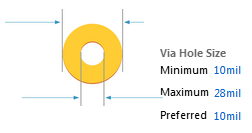 Via Hole Size
Minimum 10mil
Maximum 28mil
Preferred 10mil